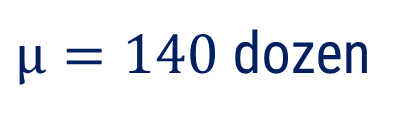 μ = 140 dozen